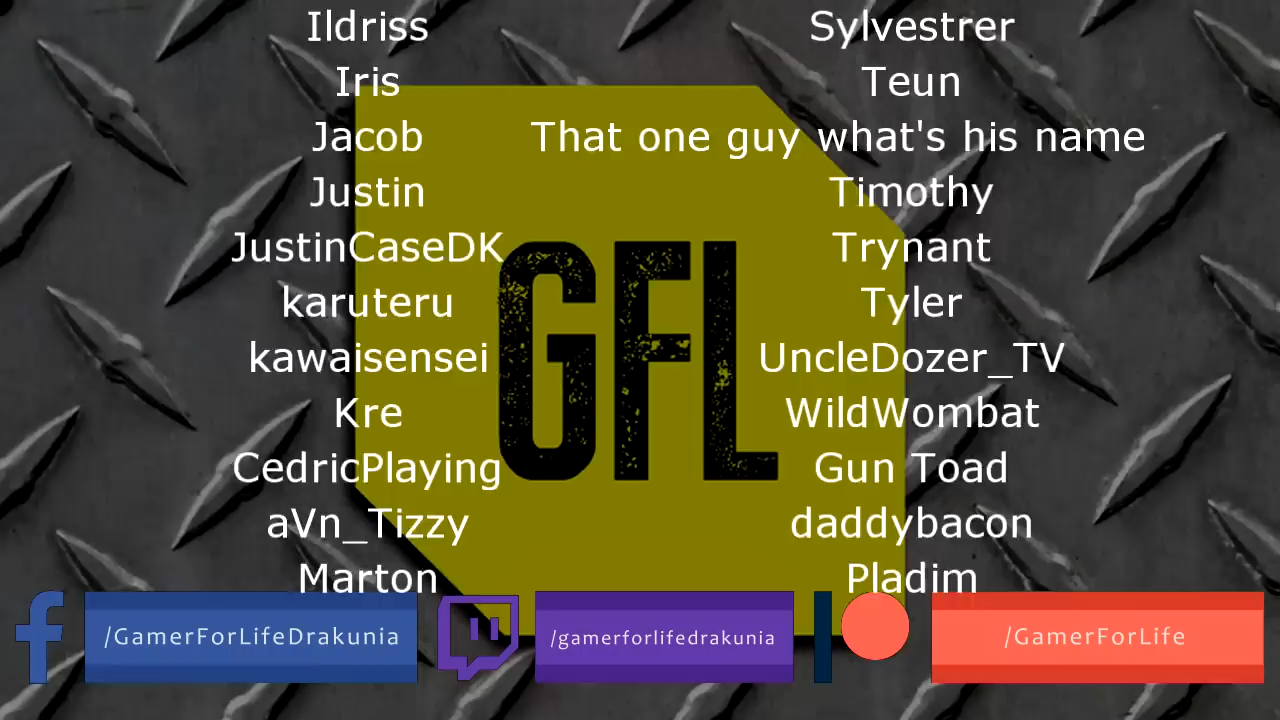 Ildriss
Iris
Jacob
Justin
JustinCaseDK
karuteru
kawaisensei
Kre
CedricPlaying
aVn_Tizzy
Marton
Sylvestrer
Teun
That one guy what's his name
Timothy
Trynant
Tyler
UncleDozer_TV
WildWombat
Gun Toad
daddybacon
Pladim
GFL
/GamerForLifeDrakunia
/gamerforlifedrakunia
/GamerForLife